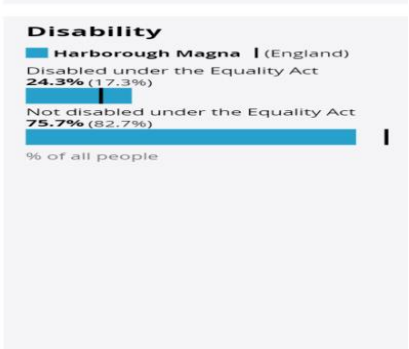 Disability
Harborough Magna (England)
Disabled under the Equality Act
24.3% (17.3%)
Not disabled under the Equality Act
75.7% (82.7%)
% of all people